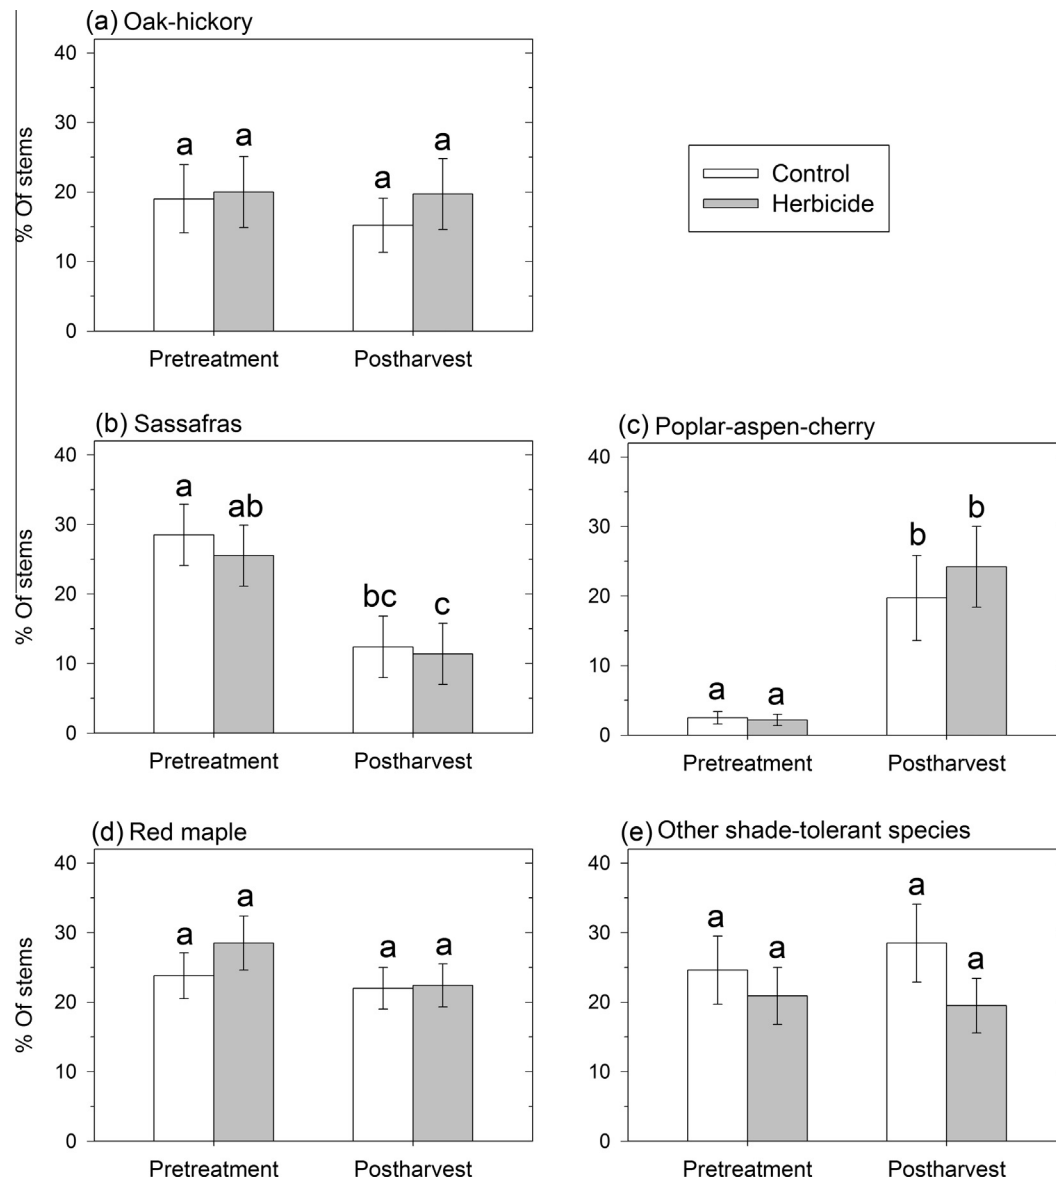 (a) Oak-hickory
% Of stems
40
30
20
10
0
a
a
a
a
Pretreatment
Postharvest
Control
Herbicide
(b) Sassafras
% Of stems
40
30
20
10
0
a
ab
bc
c
Pretreatment
Postharvest
(c) Poplar-aspen-cherry
40
30
20
10
0
a
a
b
b
Pretreatment
Postharvest
(d) Red maple
% Of stems
40
30
20
10
0
a
a
a
a
Pretreatment
Postharvest
(e) Other shade-tolerant species
40
30
20
10
0
a
a
a
a
Pretreatment
Postharvest